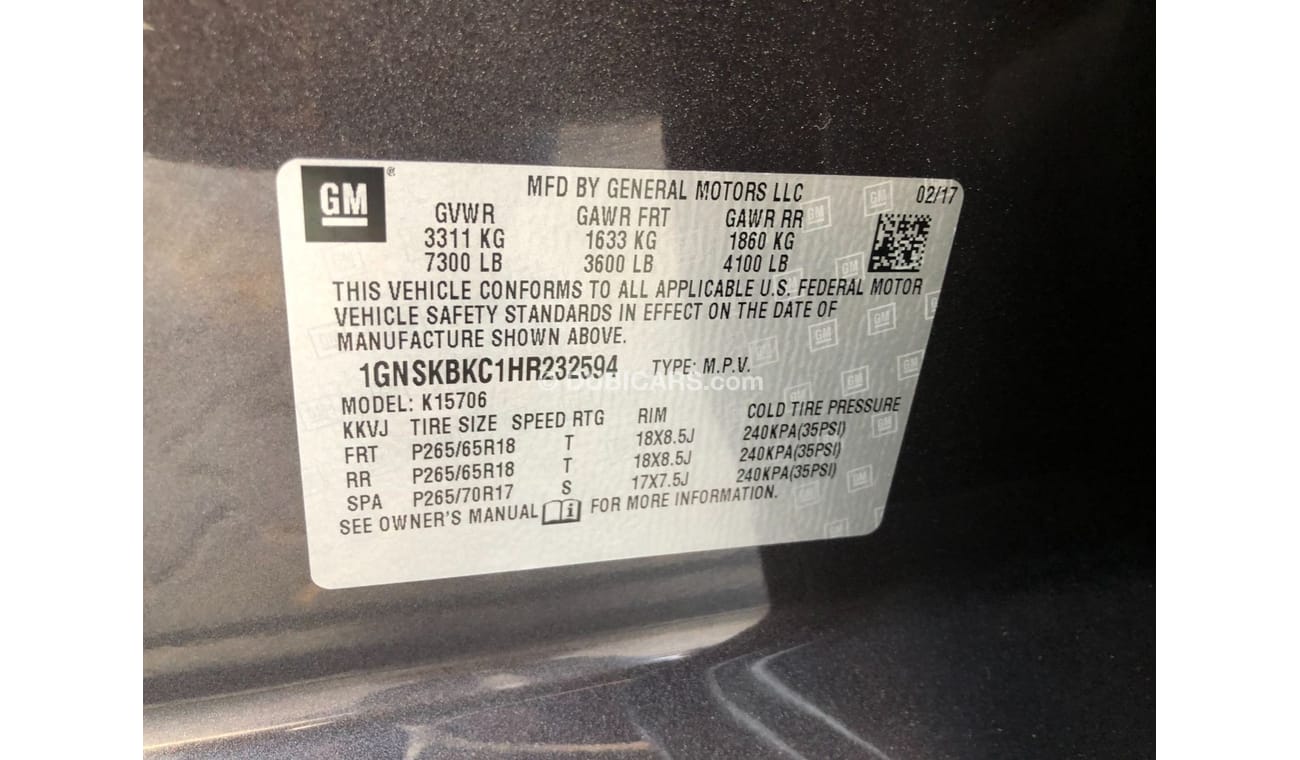 GM ®
MFD BY GENERAL MOTORS LLC 02/17
GVWR GAWR FRT GAWR RR
3311 KG 1633 KG 1860 KG
7300 LB 3600 LB 4100 LB
THIS VEHICLE CONFORMS TO ALL APPLICABLE U.S. FEDERAL MOTOR
VEHICLE SAFETY STANDARDS IN EFFECT ON THE DATE OF
MANUFACTURE SHOWN ABOVE.
1GNSKBKC1HR232594 TYPE: M.P.V.
© DUBICARS.com
MODEL: K15706
KKVJ TIRE SIZE SPEED RTG RIM COLD TIRE PRESSURE
FRT P265/65R18 T 18X8.5J 240KPA(35PSI)
RR P265/65R18 T 18X8.5J 240KPA(35PSI)
SPA P265/70R17 S 17X7.5J 240KPA(35PSI)
SEE OWNER'S MANUAL i FOR MORE INFORMATION.